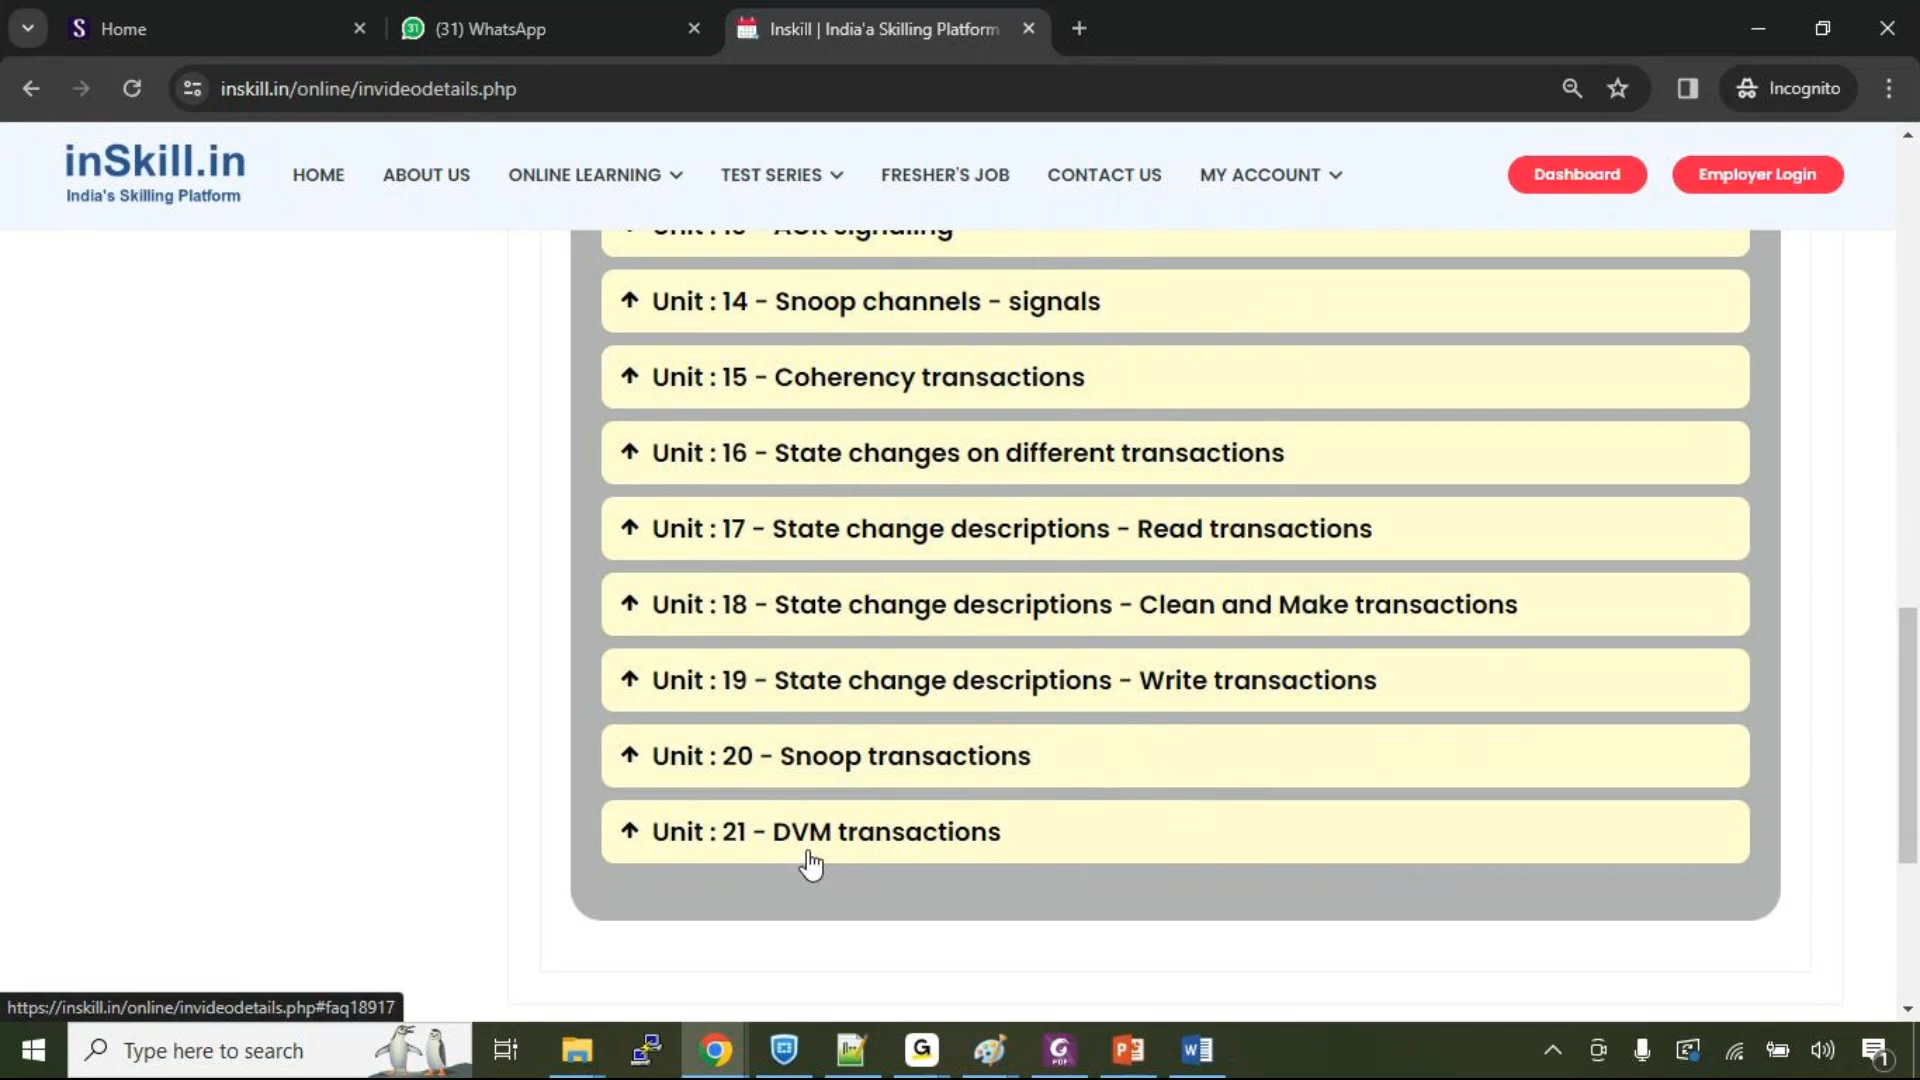 Home
(31) WhatsApp
Inskill | India'a Skilling Platform
inskill.in/online/invideodetails.php
Incognito
inSkill.in
India's Skilling Platform
HOME
ABOUT US
ONLINE LEARNING
TEST SERIES
FRESHER'S JOB
CONTACT US
MY ACCOUNT
Dashboard
Employer Login
Unit : 14 - Snoop channels - signals
Unit : 15 - Coherency transactions
Unit : 16 - State changes on different transactions
Unit : 17 - State change descriptions - Read transactions
Unit : 18 - State change descriptions - Clean and Make transactions
Unit : 19 - State change descriptions - Write transactions
Unit : 20 - Snoop transactions
Unit : 21 - DVM transactions
https://inskill.in/online/invideodetails.php#faq18917
Type here to search